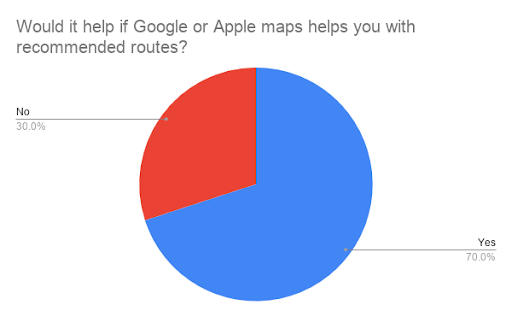 Would it help if Google or Apple maps helps you with
recommended routes?
No
30.0%
Yes
70.0%